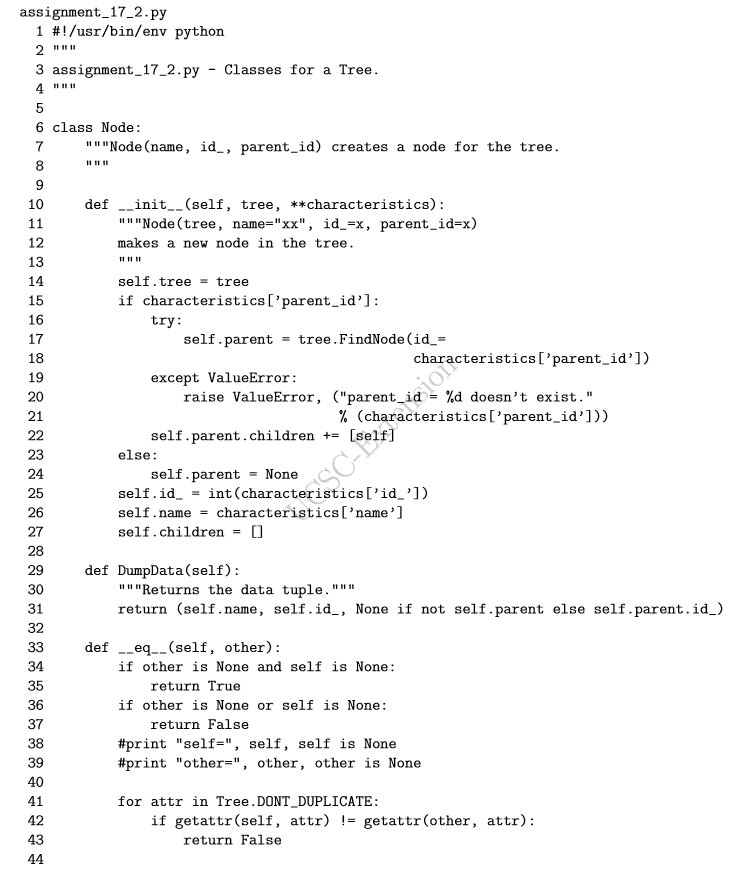 assignment_17_2.py
1 #!/usr/bin/env python
2 """
3 assignment_17_2.py - Classes for a Tree.
4 """
5
6 class Node:
7     """Node(name, id_, parent_id) creates a node for the tree.
8     """
9
10     def __init__(self, tree, **characteristics):
11         """Node(tree, name="xx", id_=x, parent_id=x)
12         makes a new node in the tree.
13         """
14         self.tree = tree
15         if characteristics['parent_id']:
16             try:
17                 self.parent = tree.FindNode(id_=
18                                             characteristics['parent_id'])
19             except ValueError:
20                 raise ValueError, ("parent_id = %d doesn't exist."
21                                    % (characteristics['parent_id']))
22             self.parent.children += [self]
23         else:
24             self.parent = None
25         self.id_ = int(characteristics['id_'])
26         self.name = characteristics['name']
27         self.children = []
28
29     def DumpData(self):
30         """Returns the data tuple."""
31         return (self.name, self.id_, None if not self.parent else self.parent.id_)
32
33     def __eq__(self, other):
34         if other is None and self is None:
35             return True
36         if other is None or self is None:
37             return False
38         #print "self=", self, self is None
39         #print "other=", other, other is None
40
41         for attr in Tree.DONT_DUPLICATE:
42             if getattr(self, attr) != getattr(other, attr):
43                 return False
44
UCSC-Extension